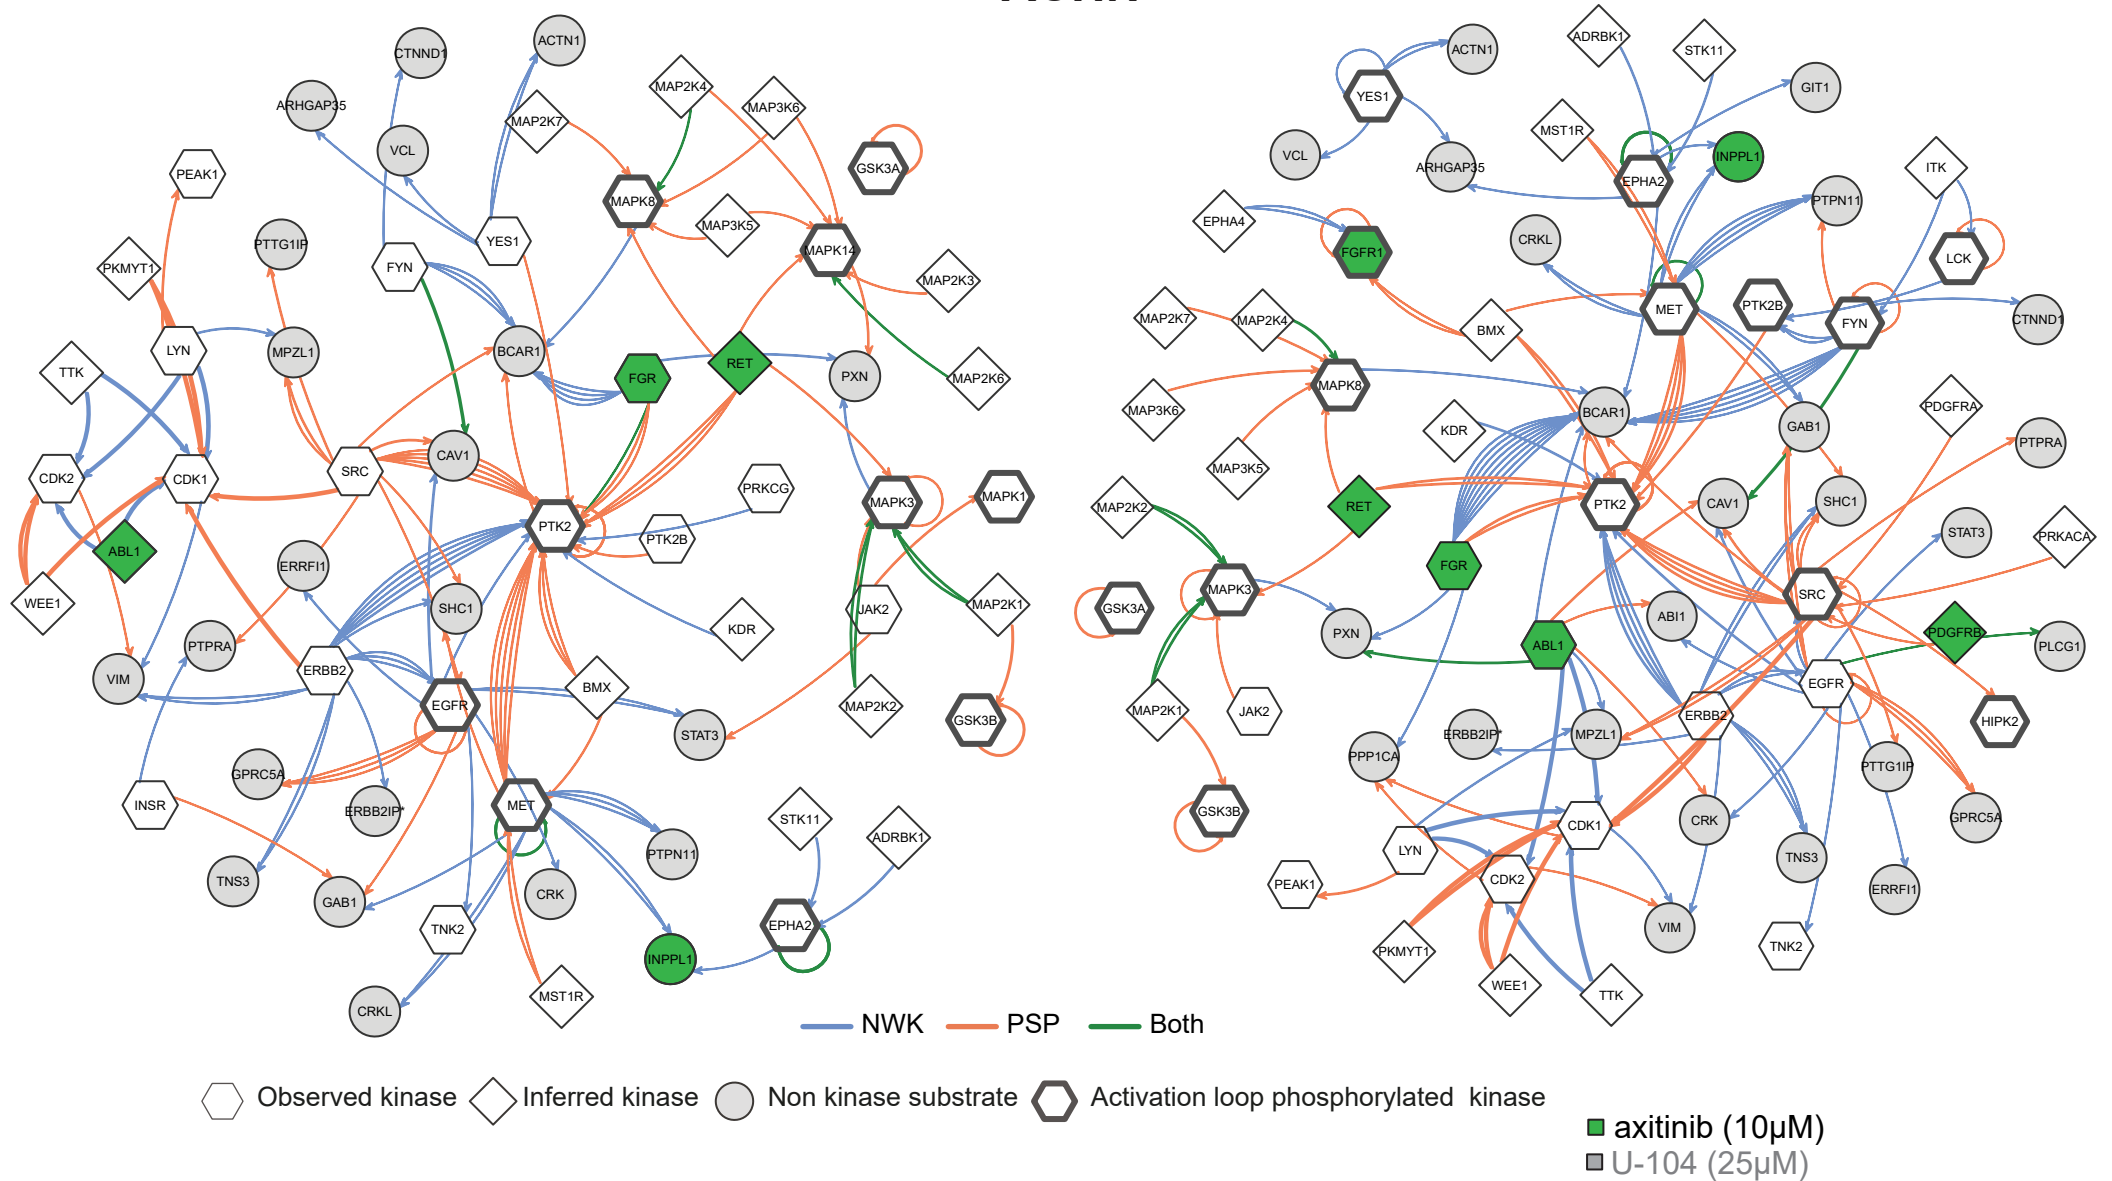 CTNND1
ACTN1
ARHGAP35
VCL
MAP2K7
MAP2K4
MAP3K6
GSK3A
PEAK1
MAPK8
MAP3K5
MAPK14
PTTG1IP
YES1
FYN
PKMYT1
MAP2K3
LYN
MPZL1
BCAR1
FGR
RET
PXN
MAP2K6
TTK
CDK2
CDK1
SRC
CAV1
PRKCG
MAPK3
MAPK1
PTK2
PTK2B
ABL1
ERRFI1
WEE1
SHC1
JAK2
MAP2K1
KDR
PTPRA
VIM
ERBB2
EGFR
BMX
MAP2K2
GSK3B
STAT3
GPRC5A
INSR
ERBB2IP*
MET
STK11
ADRBK1
PTPN11
TNS3
GAB1
CRK
TNK2
EPHA2
INPPL1
MST1R
CRKL
ADRBK1
STK11
ACTN1
YES1
GIT1
MST1R
VCL
ARHGAP35
EPHA2
INPPL1
ITK
PTPN11
EPHA4
CRKL
FGFR1
LCK
MAP2K7
MAP2K4
BMX
MET
PTK2B
FYN
CTNND1
MAPK8
MAP3K6
BCAR1
KDR
GAB1
PDGFRA
PTPRA
MAP3K5
MAP2K2
RET
PTK2
CAV1
SHC1
STAT3
PRKACA
FGR
GSK3A
MAPK3
SRC
ABI1
PXN
ABL1
PDGFRB
PLCG1
MAP2K1
JAK2
EGFR
ERBB2
HIPK2
ERBB2IP*
MPZL1
PPP1CA
PTTG1IP
GSK3B
CDK1
CRK
GPRC5A
LYN
CDK2
TNS3
PEAK1
ERRFI1
VIM
TNK2
PKMYT1
WEE1
TTK
NWK PSP Both
Observed kinase Inferred kinase Non kinase substrate Activation loop phosphorylated kinase
axitinib (10µM)
U-104 (25µM)